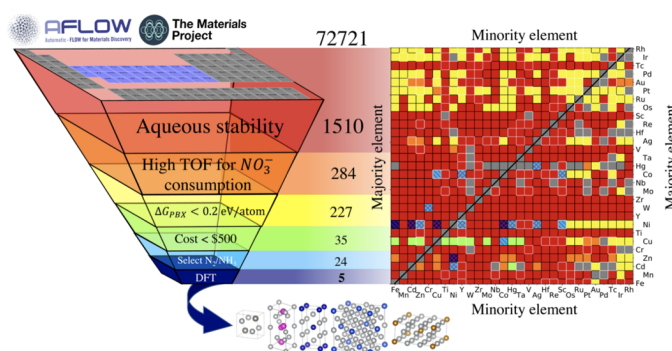 AFLOW
Automatic - FLOW for Materials Discovery
The Materials
Project
72721
Aqueous stability
1510
High TOF for NO3−
consumption
284
ΔG_PBX < 0.2 eV/atom
227
Cost < $500
35
Select N2/NH3
24
DFT
5
Minority element
Majority element
Rh
Ir
Tc
Pd
Au
Pt
Ru
Os
Sc
Re
Hf
Ag
V
Ta
Hg
Co
Nb
Mo
Zr
W
Y
Ni
Ti
Cu
Cr
Zn
Cd
Mn
Fe
Fe Cd Cr Ti Y Zr Nb Hg V Hf Sc Ru Au Tc Rh
Mn Zn Cu Ni W Mo Co Ta Ag Re Os Pt Pd Ir
Minority element
Majority element